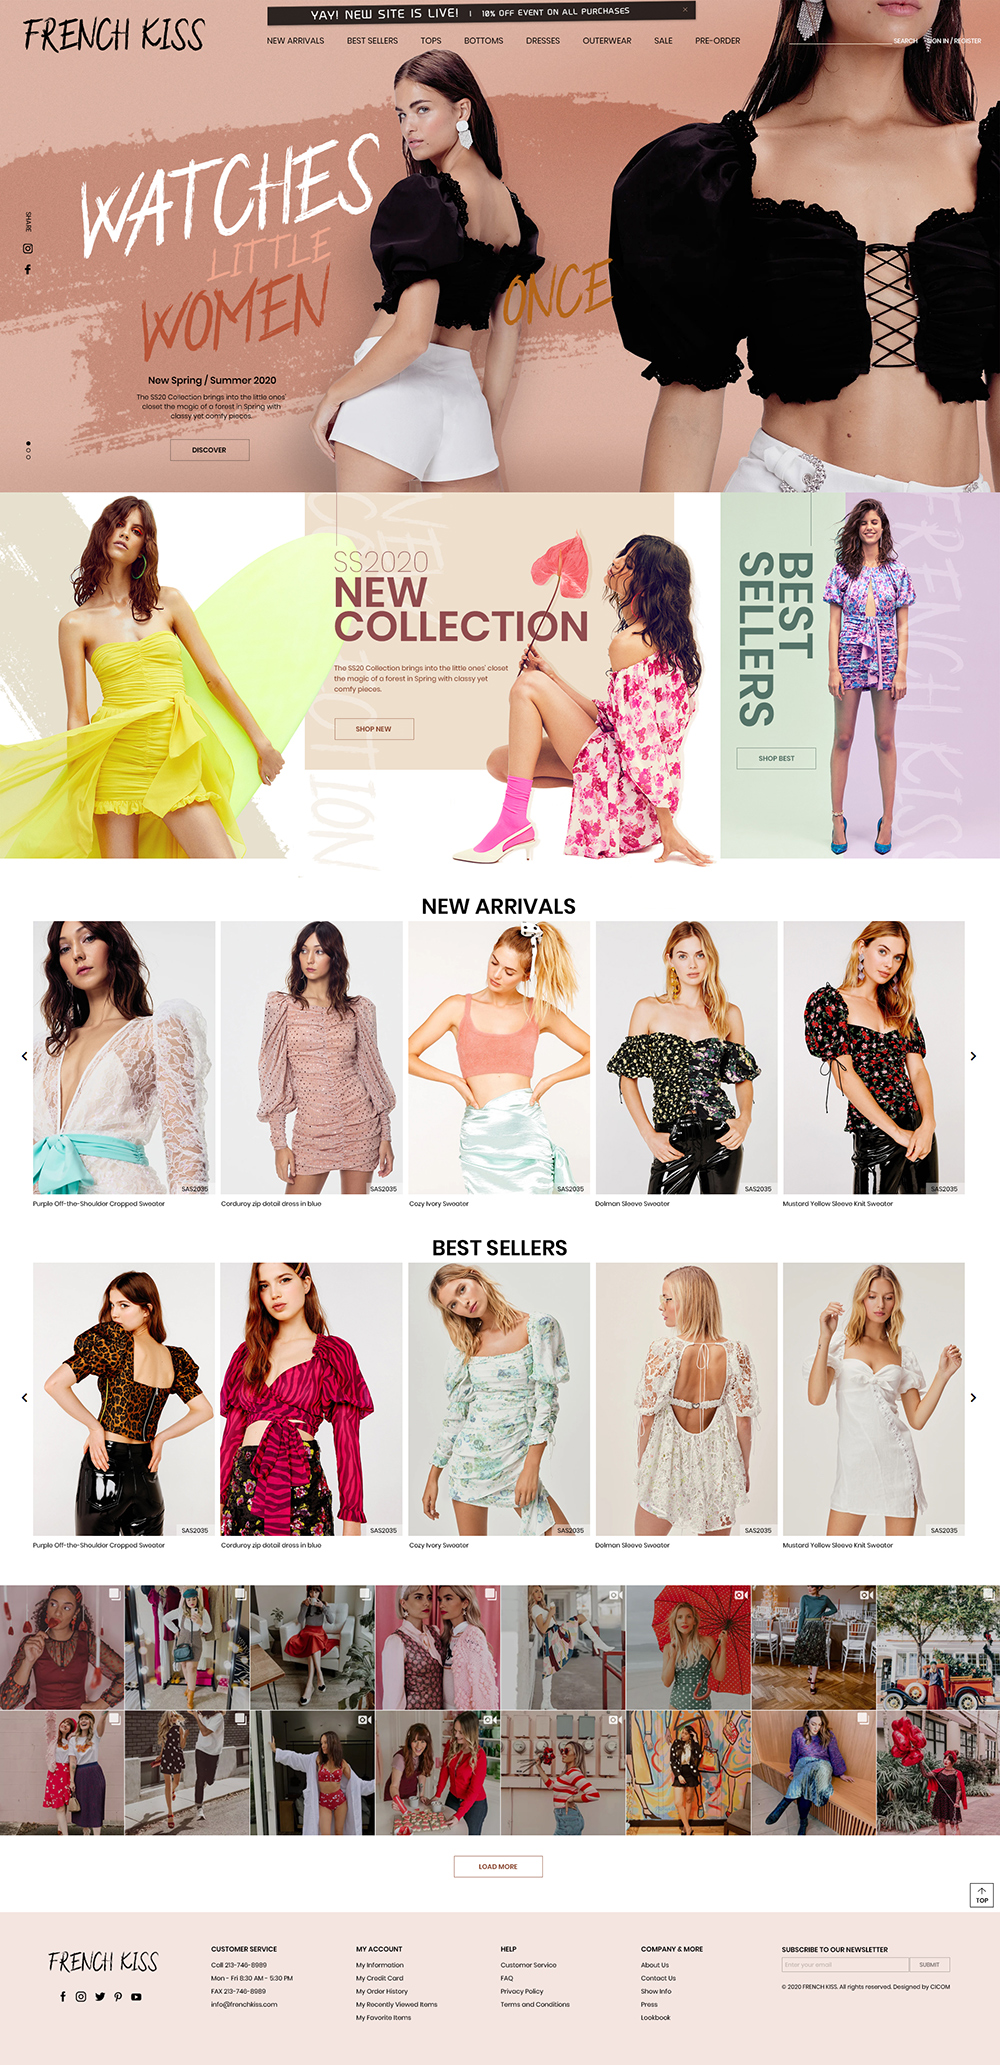 YAY! NEW SITE IS LIVE! | 10% OFF EVENT ON ALL PURCHASES
FRENCH KISS
NEW ARRIVALS BEST SELLERS TOPS BOTTOMS DRESSES OUTERWEAR SALE PRE-ORDER
SEARCH SIGN IN / REGISTER
SHARE
WATCHES
LITTLE
WOMEN
ONCE
New Spring / Summer 2020
The SS20 Collection brings into the little ones'
closet the magic of a forest in Spring with
classy yet comfy pieces.
DISCOVER
SS2020
NEW
COLLECTION
The SS20 Collection brings into the little ones' closet
the magic of a forest in Spring with classy yet
comfy pieces.
SHOP NEW
BEST
SELLERS
SHOP BEST
FRENCH KISS
NEW ARRIVALS
SAS2035 SAS2035 SAS2035 SAS2035 SAS2035
Purple Off-the-Shoulder Cropped Sweater Corduroy zip detail dress in blue Cozy Ivory Sweater Dolman Sleeve Sweater Mustard Yellow Sleeve Knit Sweater
BEST SELLERS
SAS2035 SAS2035 SAS2035 SAS2035 SAS2035
Purple Off-the-Shoulder Cropped Sweater Corduroy zip detail dress in blue Cozy Ivory Sweater Dolman Sleeve Sweater Mustard Yellow Sleeve Knit Sweater
LOAD MORE
TOP
FRENCH KISS
CUSTOMER SERVICE
Call 213-746-8989
Mon - Fri 8:30 AM - 5:30 PM
FAX 213-746-8989
info@frenchkiss.com
MY ACCOUNT
My Information
My Credit Card
My Order History
My Recently Viewed Items
My Favorite Items
HELP
Customer Service
FAQ
Privacy Policy
Terms and Conditions
COMPANY & MORE
About Us
Contact Us
Show Info
Press
Lookbook
SUBSCRIBE TO OUR NEWSLETTER
Enter your email SUBMIT
© 2020 FRENCH KISS. All rights reserved. Designed by CICOM